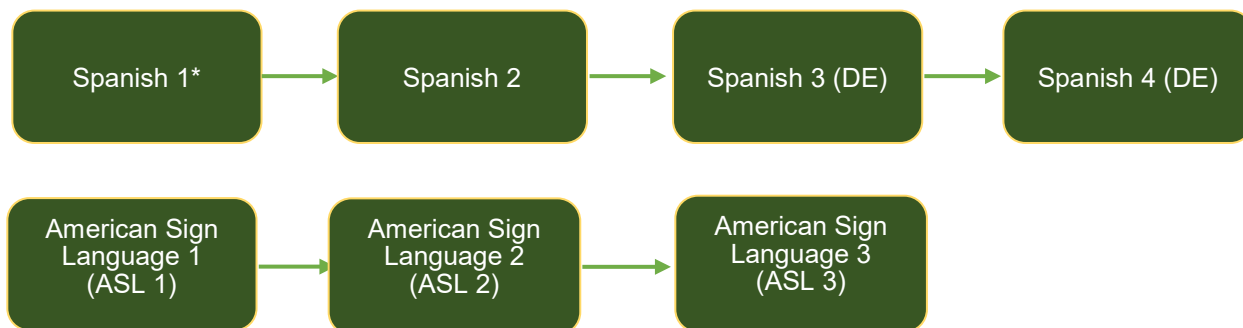 Spanish 1*
Spanish 2
Spanish 3 (DE)
Spanish 4 (DE)
American Sign
Language 1
(ASL 1)
American Sign
Language 2
(ASL 2)
American Sign
Language 3
(ASL 3)